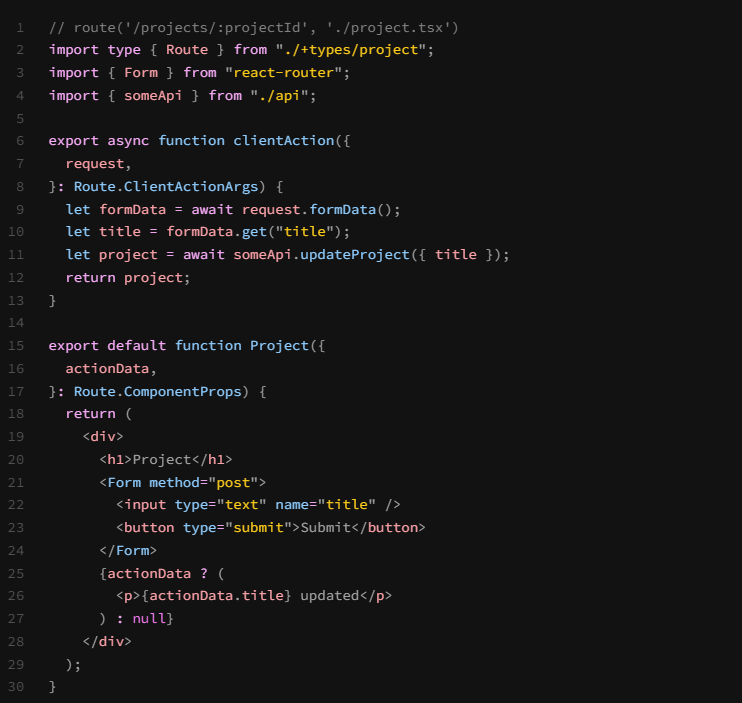 1 // route('/projects/:projectId', './project.tsx')
2 import type { Route } from "./+types/project";
3 import { Form } from "react-router";
4 import { someApi } from "./api";
5
6 export async function clientAction({
7   request,
8 }: Route.ClientActionArgs) {
9   let formData = await request.formData();
10   let title = formData.get("title");
11   let project = await someApi.updateProject({ title });
12   return project;
13 }
14
15 export default function Project({
16   actionData,
17 }: Route.ComponentProps) {
18   return (
19     <div>
20       <h1>Project</h1>
21       <Form method="post">
22         <input type="text" name="title" />
23         <button type="submit">Submit</button>
24       </Form>
25       {actionData ? (
26         <p>{actionData.title} updated</p>
27       ) : null}
28     </div>
29   );
30 }